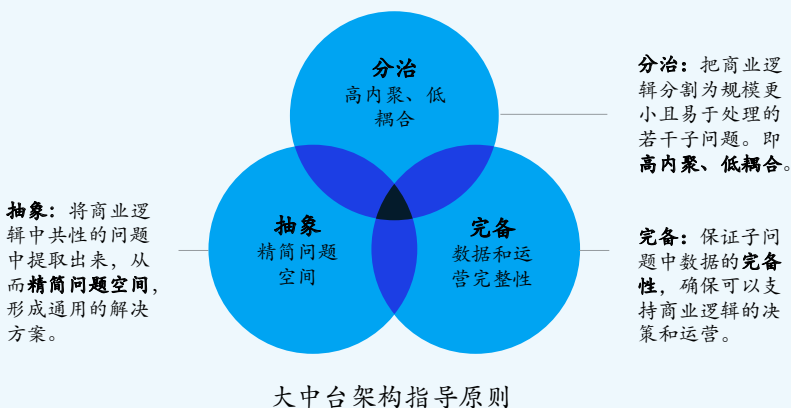 分治
高内聚、低
耦合
分治：把商业逻
辑分割为规模更
小且易于处理的
若干子问题。即
高内聚、低耦合。
抽象：将商业逻
辑中共性的问题
中提取出来，从
而精简问题空间，
形成通用的解决
方案。
抽象
精简问题
空间
完备
数据和运
营完整性
完备：保证子问
题中数据的完备
性，确保可以支
持商业逻辑的决
策和运营。
大中台架构指导原则